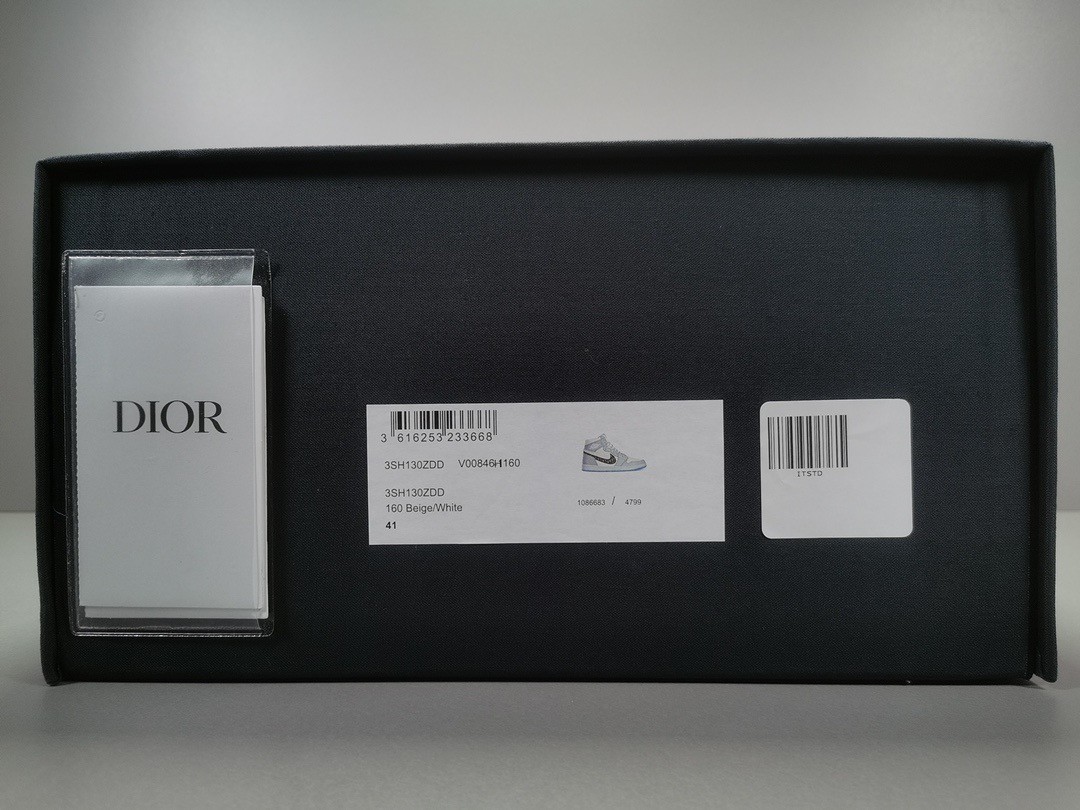 DIOR
3 616253 233668
3SH130ZDD V00846H160
3SH130ZDD
160 Beige/White
41
1086683 / 4799
ITSTD